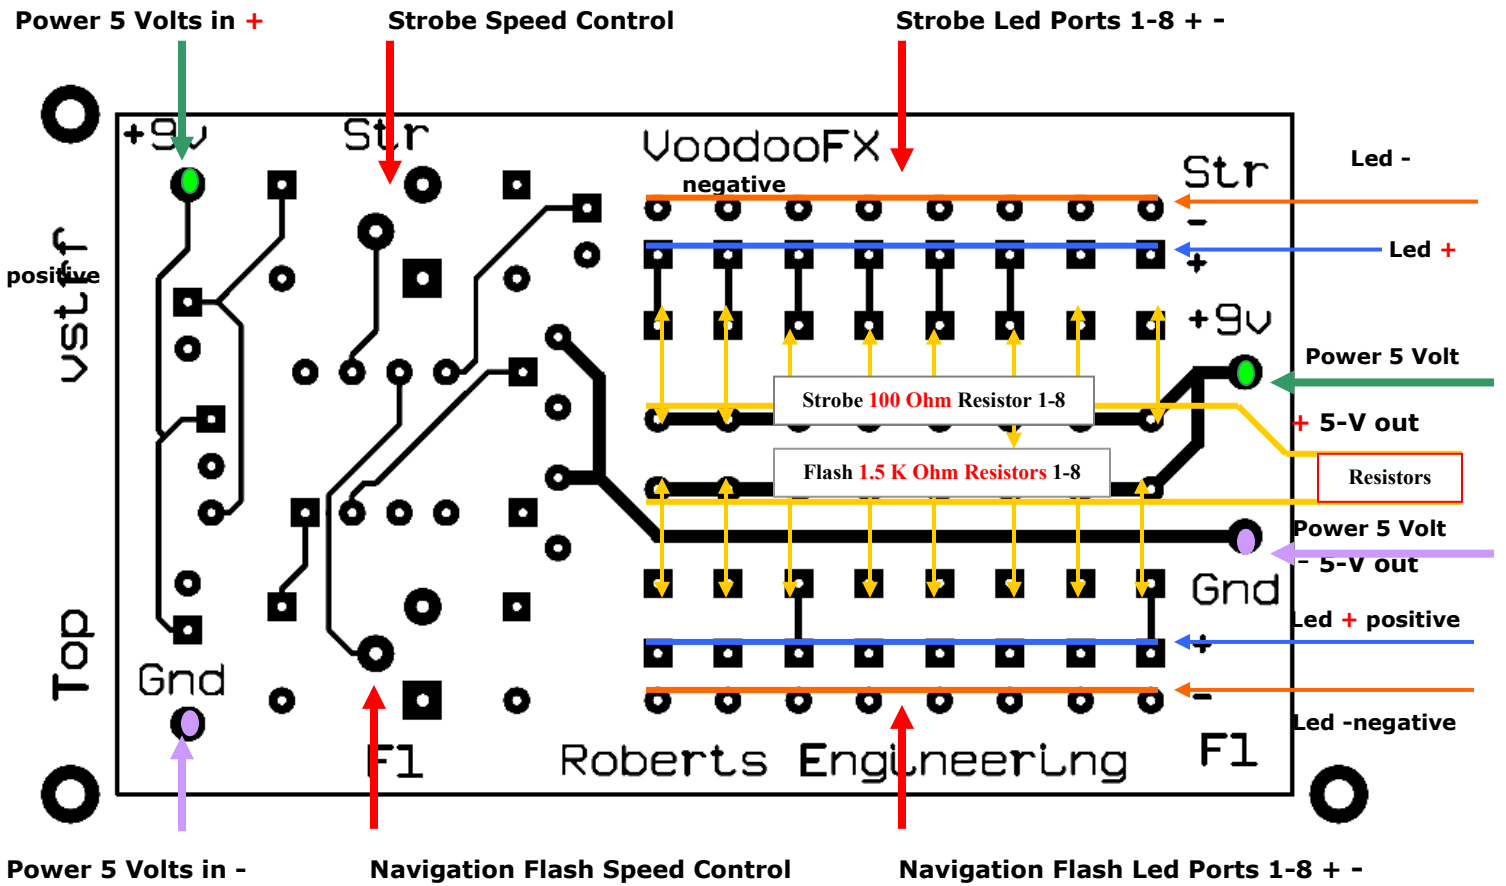 Power 5 Volts in +
Strobe Speed Control
Strobe Led Ports 1-8 + -
+9v
Str
VoodooFX
Str
Led -
negative
-
Led +
positive
+
vstrf
+9v
Power 5 Volt
Strobe 100 Ohm Resistor 1-8
+ 5-V out
Flash 1.5 K Ohm Resistors 1-8
Resistors
Power 5 Volt
- 5-V out
Gnd
Top
Led + positive
+
Gnd
-
Led -negative
F1
Roberts Engineering
F1
Power 5 Volts in -
Navigation Flash Speed Control
Navigation Flash Led Ports 1-8 + -